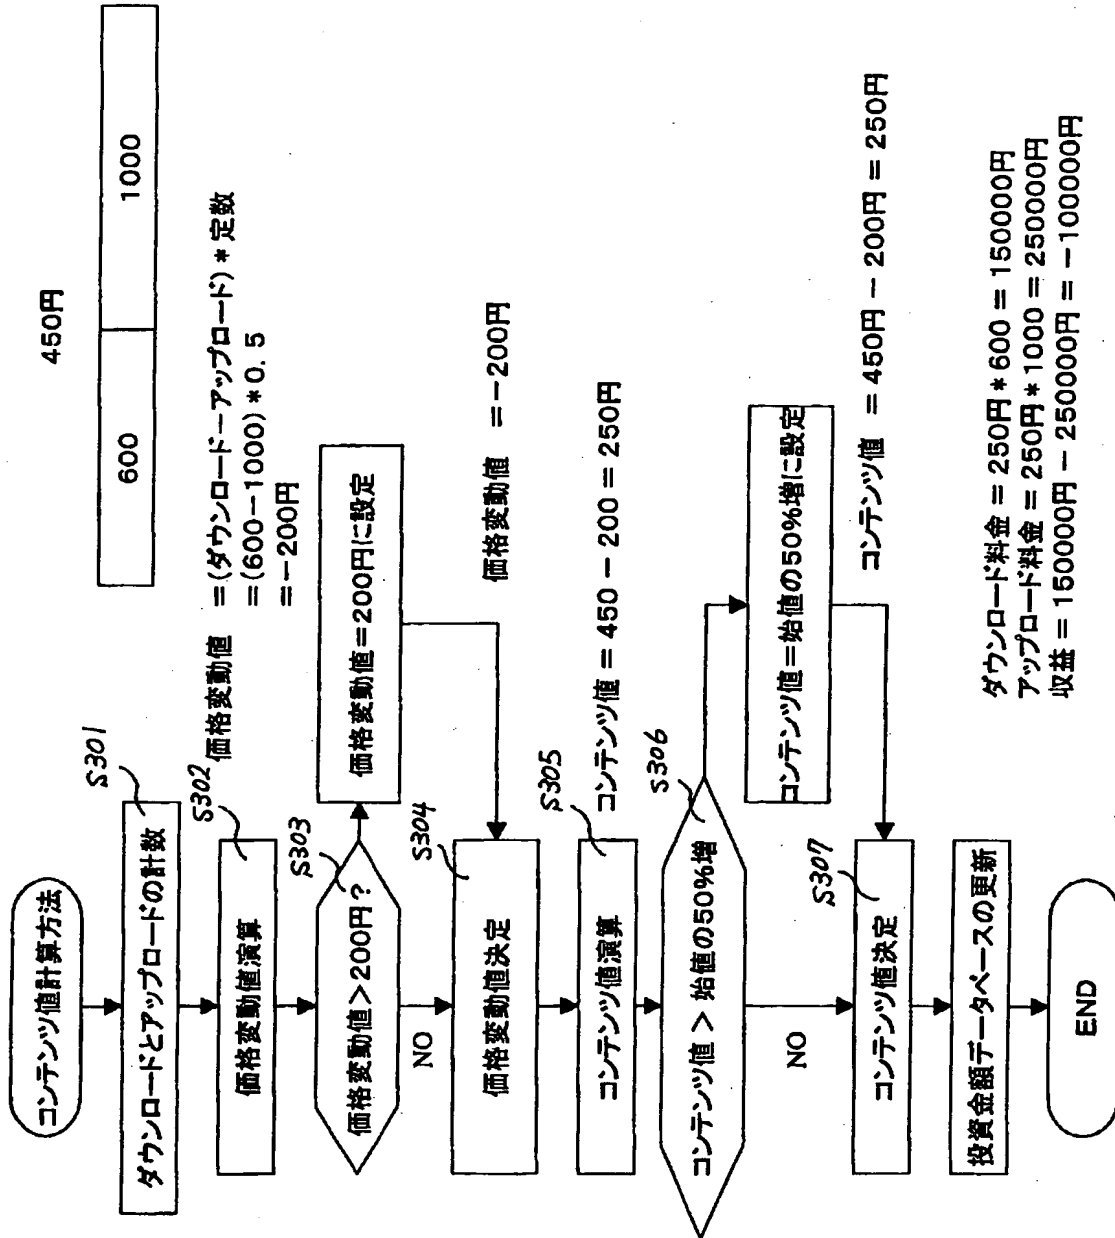 コンテンツ値計算方法
450円
600
1000
S301
ダウンロードとアップロードの計数
S302
価格変動値演算
価格変動値 =(ダウンロードーアップロード)*定数
=(600-1000)*0.5
=-200円
S303
価格変動値>200円?
価格変動値=200円に設定
NO
S304
価格変動値決定
価格変動値 =-200円
S305
コンテンツ値演算
コンテンツ値 = 450 - 200 = 250円
S306
コンテンツ値 > 始値の50%増
コンテンツ値=始値の50%増に設定
NO
S307
コンテンツ値決定
コンテンツ値 = 450円 - 200円 = 250円
投資金額データベースの更新
END
ダウンロード料金 = 250円*600 = 150000円
アップロード料金 = 250円*1000 = 250000円
収益 = 150000円 - 250000円 = -100000円